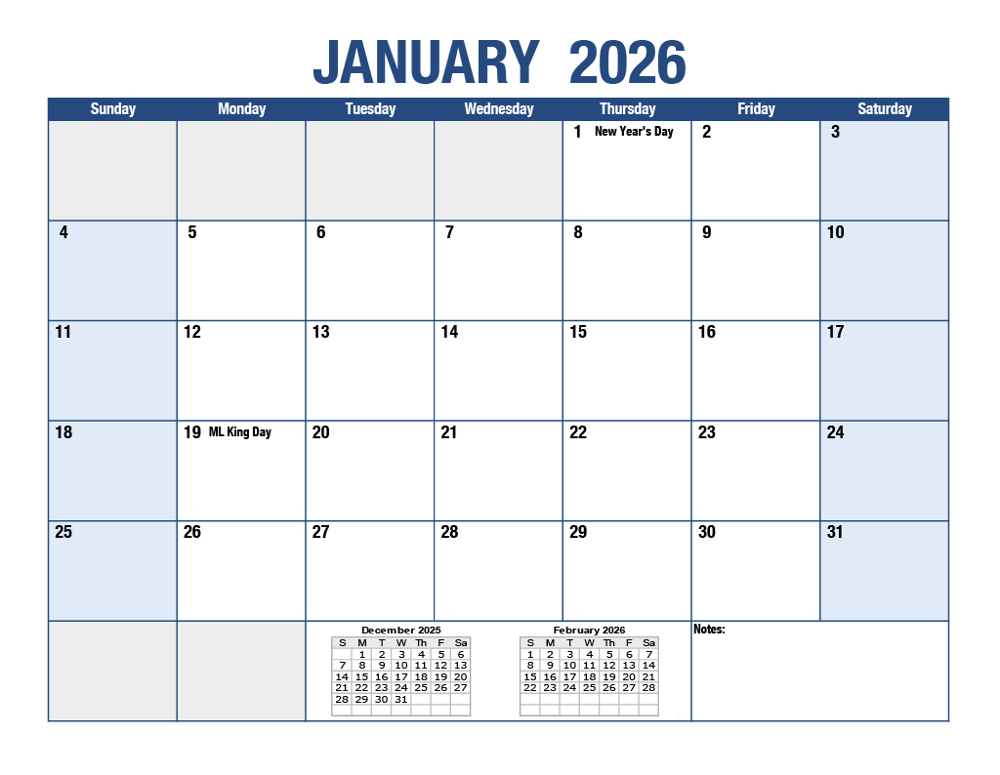 JANUARY 2026
Sunday Monday Tuesday Wednesday Thursday Friday Saturday
1 New Year's Day 2 3
4 5 6 7 8 9 10
11 12 13 14 15 16 17
18 19 ML King Day 20 21 22 23 24
25 26 27 28 29 30 31
December 2025
S M T W Th F Sa
1 2 3 4 5 6
7 8 9 10 11 12 13
14 15 16 17 18 19 20
21 22 23 24 25 26 27
28 29 30 31
February 2026
S M T W Th F Sa
1 2 3 4 5 6 7
8 9 10 11 12 13 14
15 16 17 18 19 20 21
22 23 24 25 26 27 28
Notes: